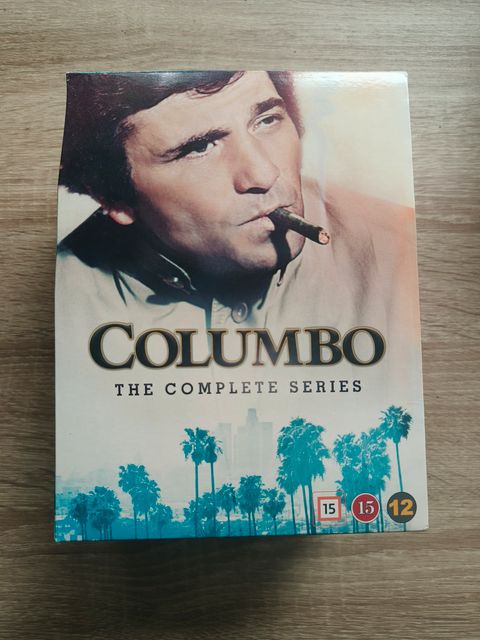 COLUMBO
THE COMPLETE SERIES
15 15 12